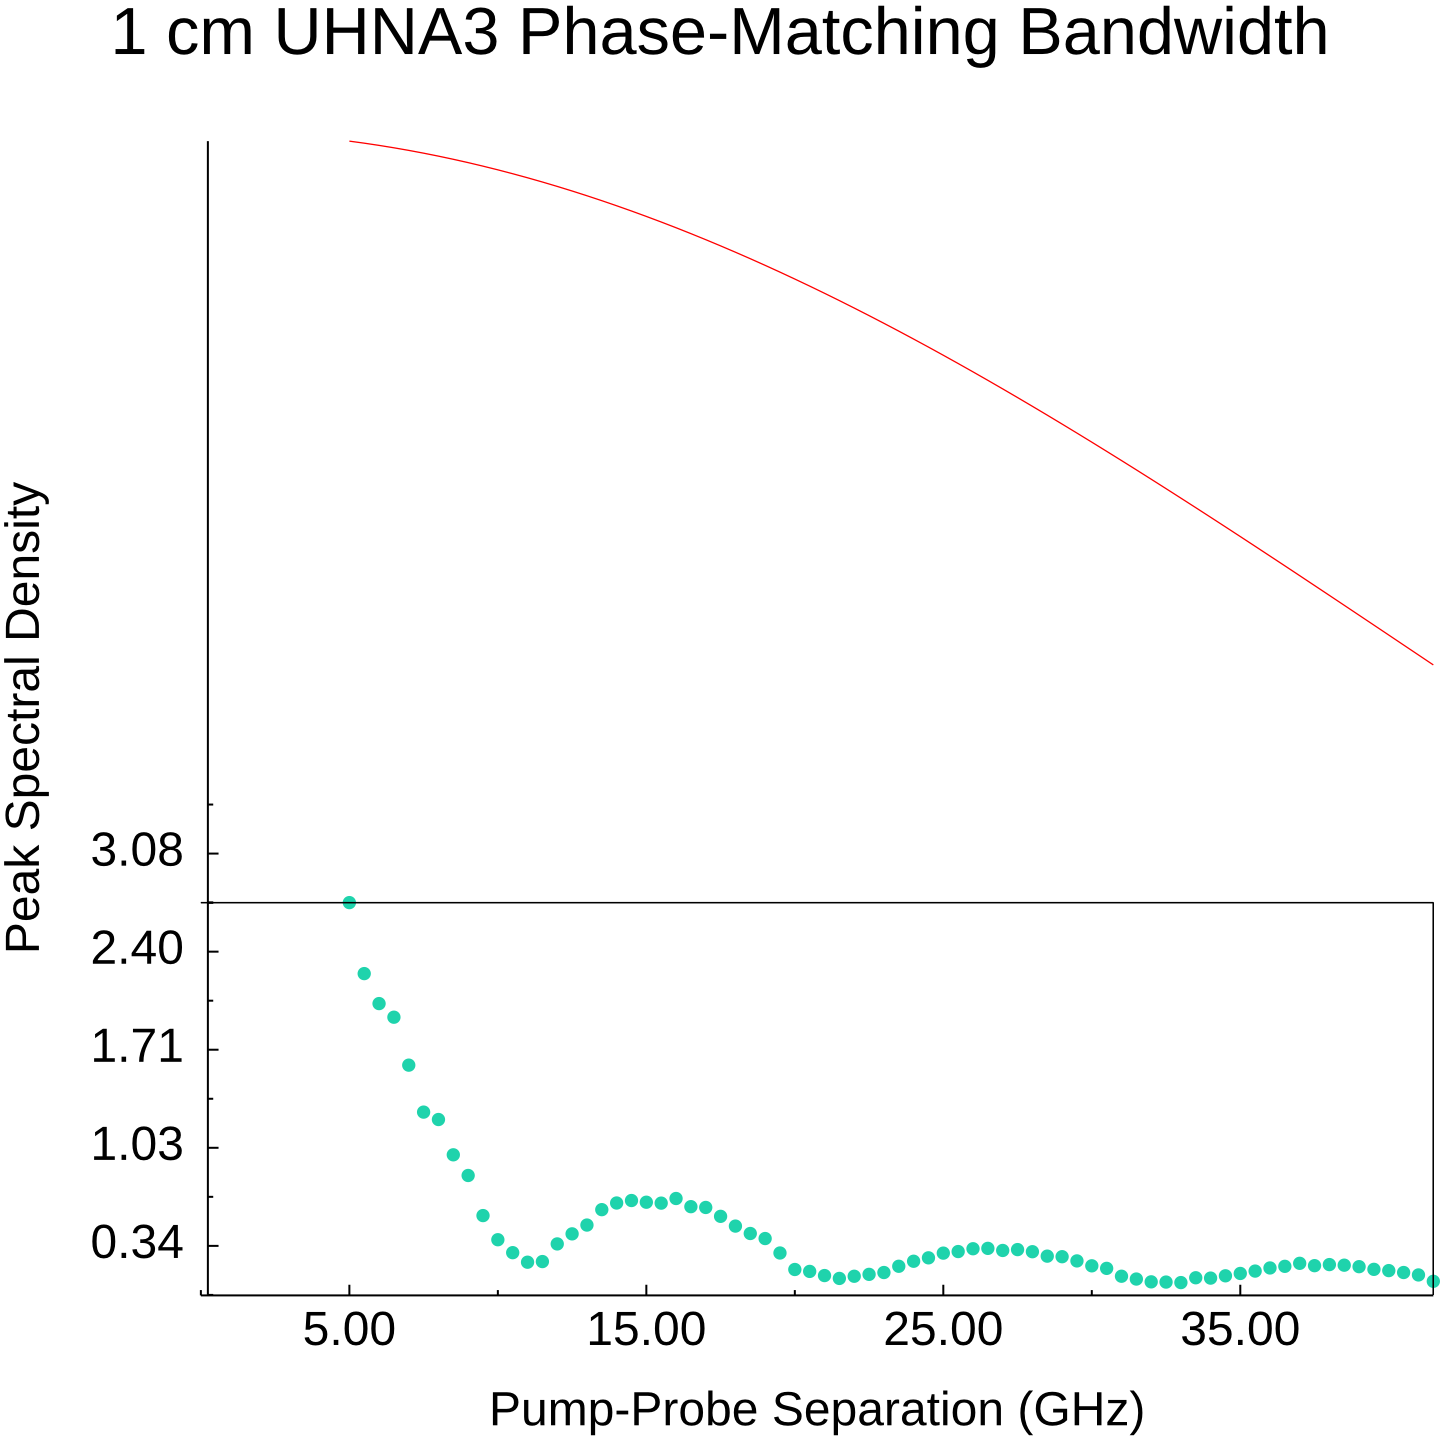 1 cm UHNA3 Phase-Matching Bandwidth
Peak Spectral Density
3.08
2.40
1.71
1.03
0.34
5.00 15.00 25.00 35.00
Pump-Probe Separation (GHz)